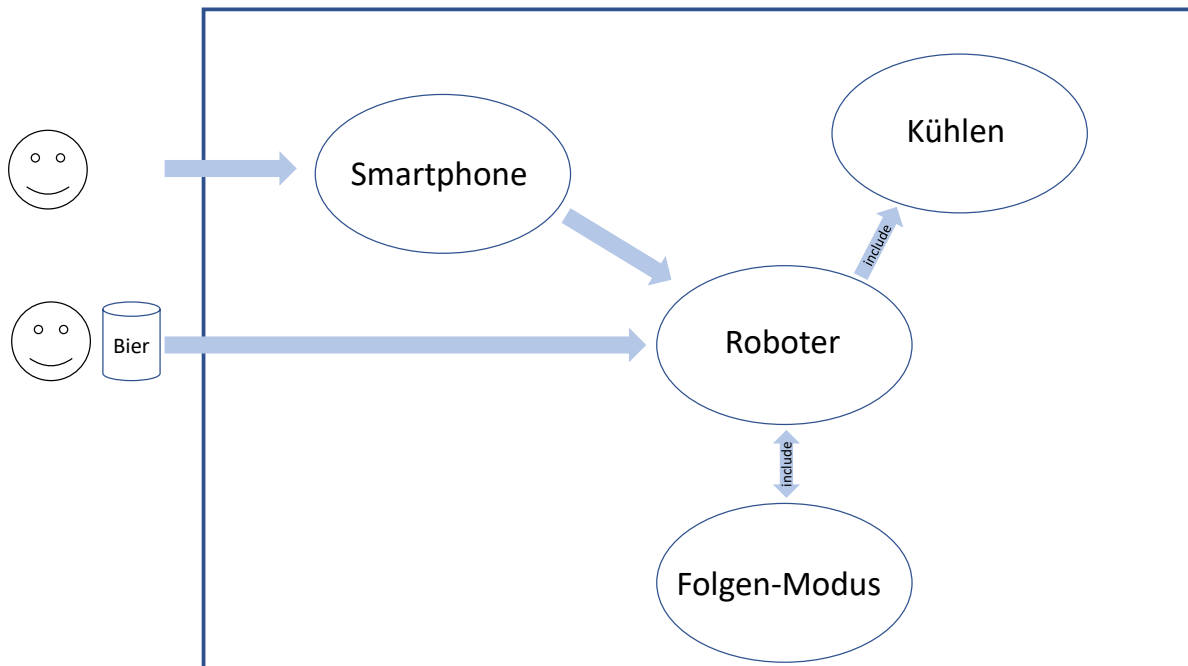 Kühlen
Smartphone
include
Roboter
Bier
include
Folgen-Modus